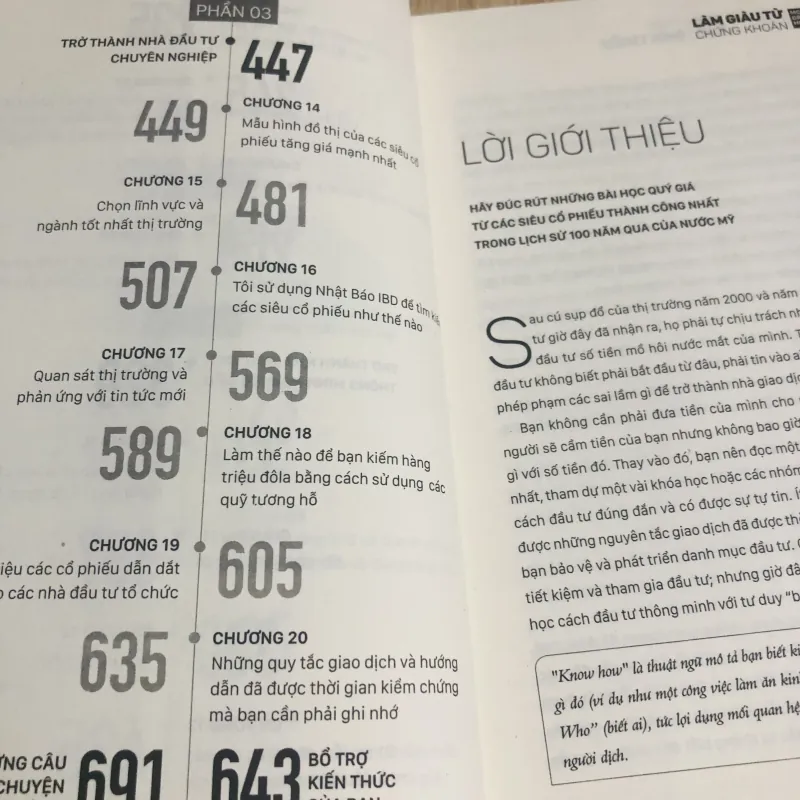 PHẦN 03
TRỞ THÀNH NHÀ ĐẦU TƯ
CHUYÊN NGHIỆP
447
449
CHƯƠNG 14
Mẫu hình đồ thị của các siêu cổ
phiếu tăng giá mạnh nhất
CHƯƠNG 15
Chọn lĩnh vực và
ngành tốt nhất thị trường
481
507
CHƯƠNG 16
Tôi sử dụng Nhật Báo IBD để tìm
các siêu cổ phiếu như thế nào
CHƯƠNG 17
Quan sát thị trường và
phản ứng với tin tức mới
569
589
CHƯƠNG 18
Làm thế nào để bạn kiếm hàng
triệu đôla bằng cách sử dụng các
quỹ tương hỗ
CHƯƠNG 19
các cổ phiếu dẫn dắt
các nhà đầu tư tổ chức
605
635
CHƯƠNG 20
Những quy tắc giao dịch và hướng
dẫn đã được thời gian kiểm chứng
mà bạn cần phải ghi nhớ
CÂU
CHUYỆN
691
643
BỔ TRỢ
KIẾN THỨC
LÀM GIÀU TỪ
CHỨNG KHOÁN
LỜI GIỚI THIỆU
HÃY ĐÚC RÚT NHỮNG BÀI HỌC QUÝ GIÁ
TỪ CÁC SIÊU CỔ PHIẾU THÀNH CÔNG NHẤT
TRONG LỊCH SỬ 100 NĂM QUA CỦA NƯỚC MỸ
Sau cú sụp đổ của thị trường năm 2000 và năm
tư giờ đây đã nhận ra, họ phải tự chịu trách
đầu tư số tiền mồ hôi nước mắt của mình.
đầu tư không biết phải bắt đầu từ đâu, phải tin vào
phép phạm các sai lầm gì để trở thành nhà giao
Bạn không cần phải đưa tiền của mình cho
người sẽ cầm tiền của bạn nhưng không bao giờ
gì với số tiền đó. Thay vào đó, bạn nên đọc một
nhất, tham dự một vài khóa học hoặc các nhóm
cách đầu tư đúng đắn và có được sự tự tin.
được những nguyên tắc giao dịch đã được
bạn bảo vệ và phát triển danh mục đầu tư.
tiết kiệm và tham gia đầu tư; nhưng giờ
học cách đầu tư thông minh với tư duy
"Know how" là thuật ngữ mô tả bạn biết
gì đó (ví dụ như một công việc làm ăn
Who” (biết ai), tức lợi dụng mối quan hệ
người dịch.